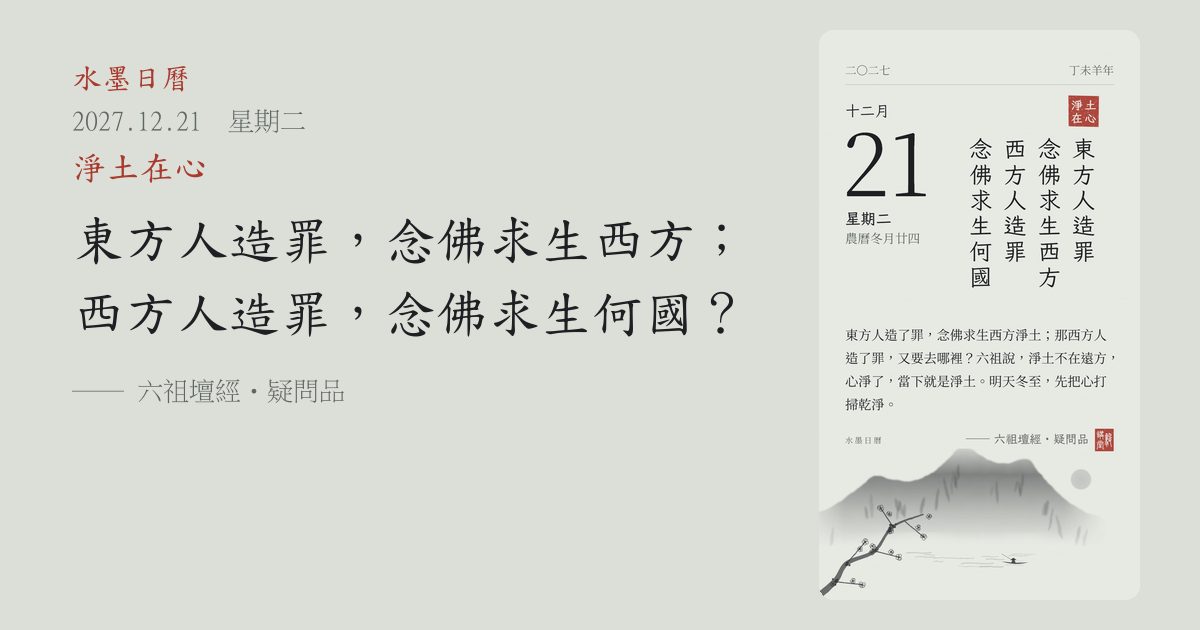 水墨日曆
2027.12.21 星期二
淨土在心
東方人造罪，念佛求生西方；
西方人造罪，念佛求生何國？
—— 六祖壇經・疑問品
二〇二七
丁未羊年
十二月
21
星期二
農曆冬月廿四
淨土
在心
東方人造罪
念佛求生西方
西方人造罪
念佛求生何國
東方人造了罪，念佛求生西方淨土；那西方人
造了罪，又要去哪裡？六祖說，淨土不在遠方，
心淨了，當下就是淨土。明天冬至，先把心打
掃乾淨。
水墨日曆
—— 六祖壇經・疑問品